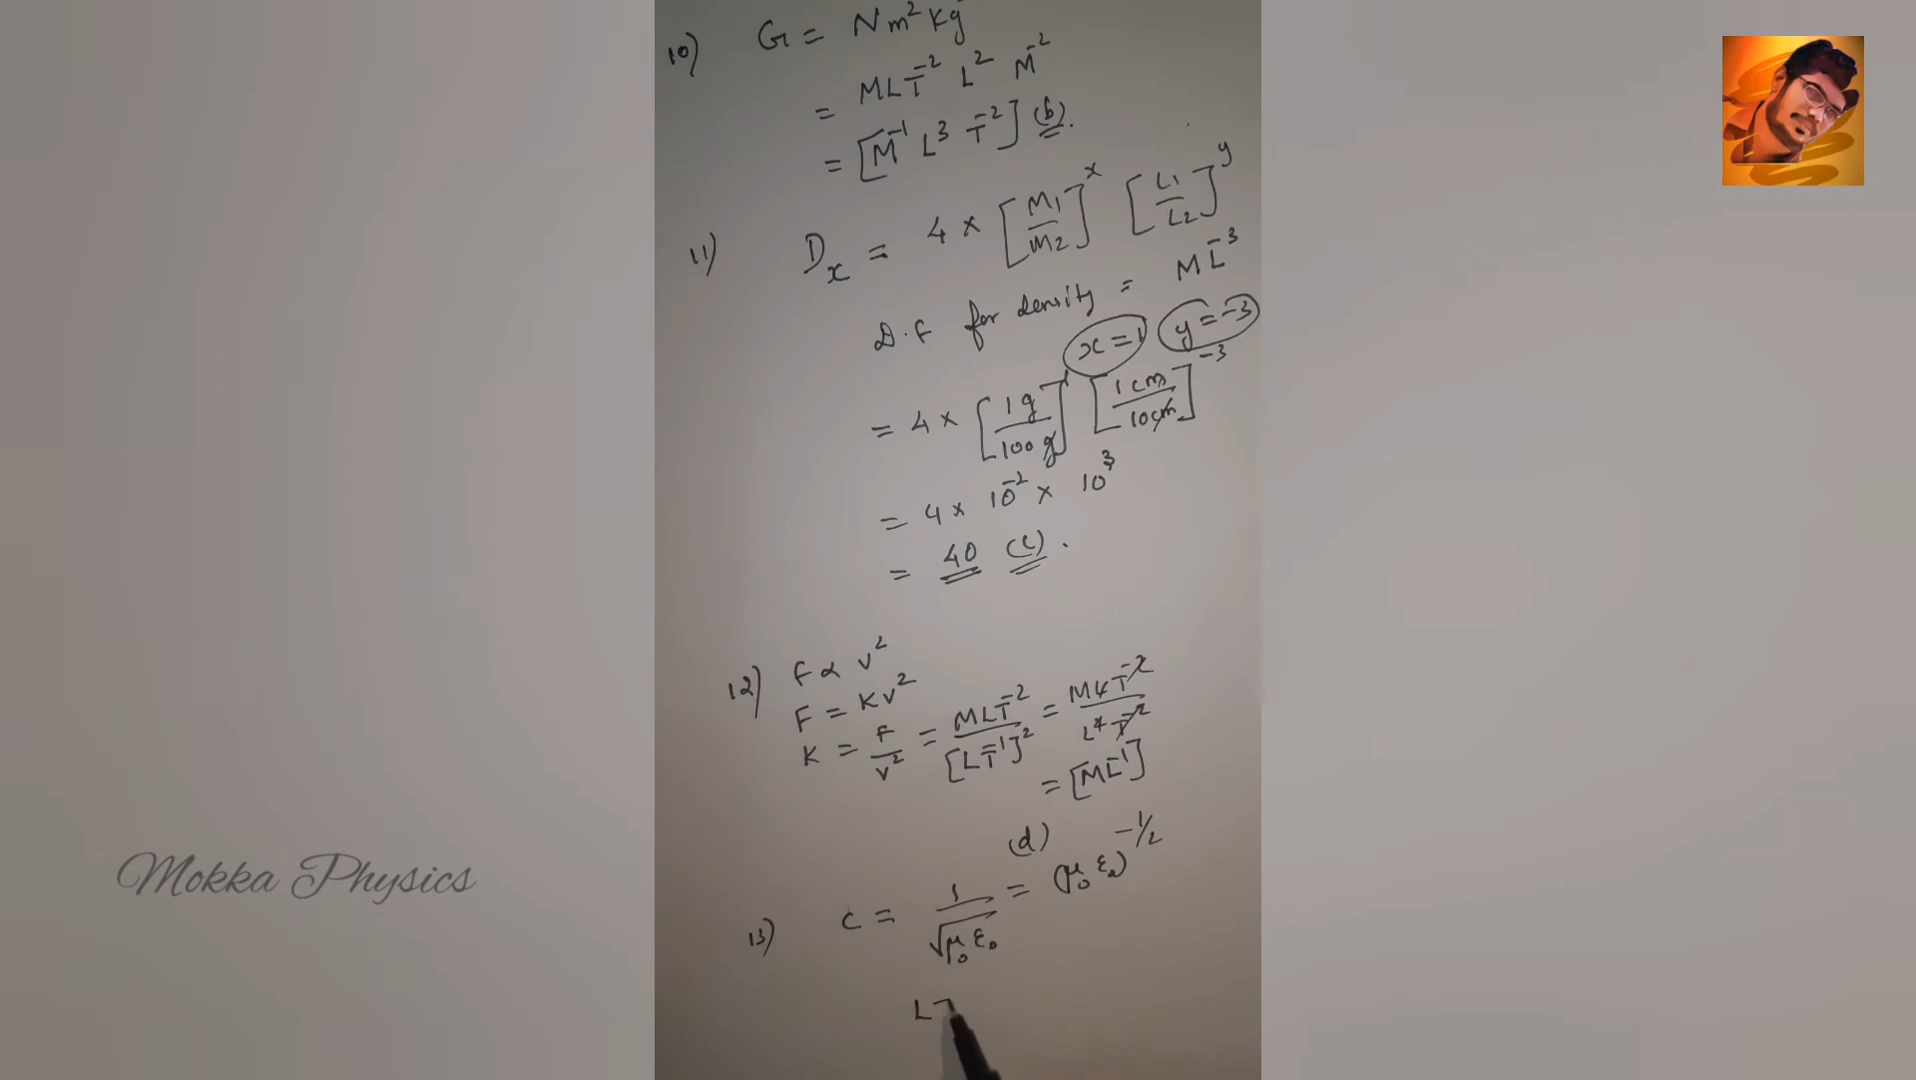 10) G = N m² kg
= MLT⁻² L² M⁻²
= [M⁻¹ L³ T⁻²] (b).
11) Dx = 4 × [M₁/M₂]ˣ [L₁/L₂]ʸ
D.F for density = ML⁻³
x = 1 y = -3
= 4 × [1g/100g]¹ [1cm/10cm]⁻³
= 4 × 10⁻² × 10³
= 40 (c).
12) F ∝ v²
F = Kv²
K = F/v² = MLT⁻²/[LT⁻¹]² = MLT⁻²/L²T⁻²
= [ML⁻¹]
(d)
13) C = 1/√μ₀ε₀ = (μ₀ε₀)^-1/2
L
Mokka Physics